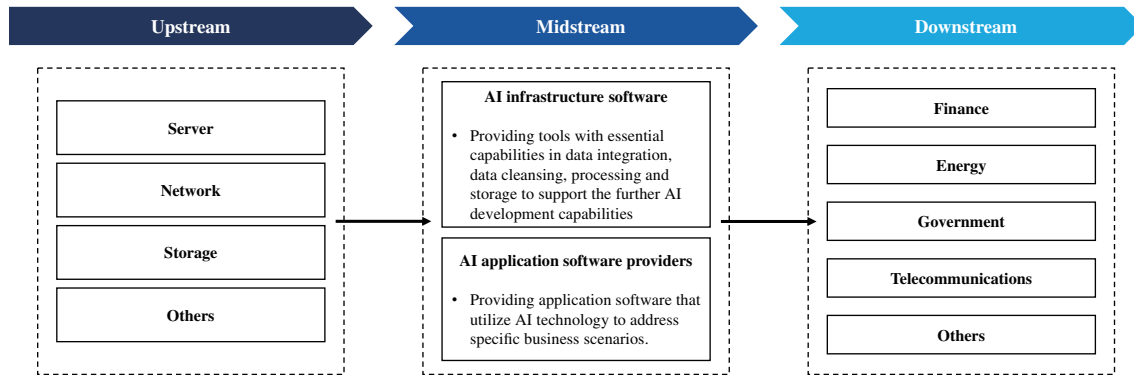 Upstream
Midstream
Downstream
Server
Network
Storage
Others
AI infrastructure software
• Providing tools with essential
capabilities in data integration,
data cleansing, processing and
storage to support the further AI
development capabilities
AI application software providers
• Providing application software that
utilize AI technology to address
specific business scenarios.
Finance
Energy
Government
Telecommunications
Others